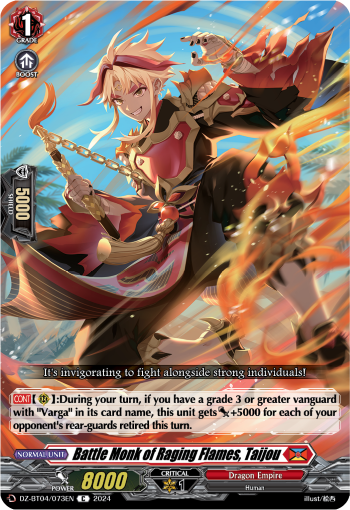 1
GRADE
BOOST
5000
SHIELD
It's invigorating to fight alongside strong individuals!
CONT【 】:During your turn, if you have a grade 3 or greater vanguard
with "Varga" in its card name, this unit gets +5000 for each of your
opponent's rear-guards retired this turn.
NORMAL UNIT Battle Monk of Raging Flames, Taijou
POWER 8000 CRITICAL 1 Dragon Empire
Human
D DZ-BT04/073EN C 2024 illust/松西